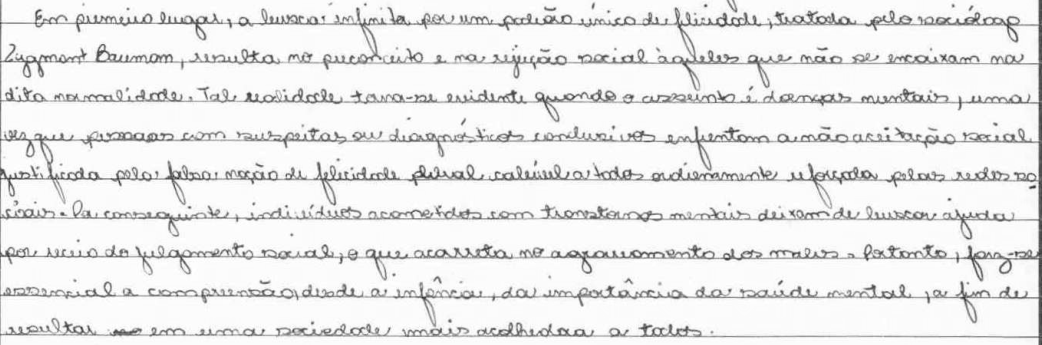 Em primeiro lugar, a busca infinita por um padrão único de felicidade, tratada pelo sociólogo
Zygmont Bauman, resulta no preconceito e na rejeição social àqueles que não se encaixam na
dita normalidade. Tal realidade torna-se evidente quando o assunto é doenças mentais, uma
vez que pessoas com suspeitas ou diagnósticos conclusivos enfrentam a não aceitação social
justificada pela falsa noção de felicidade plural cabível a todos ordinariamente reforçada pelas redes so-
ciais. Por conseguinte, indivíduos acometidos com transtornos mentais deixam de buscar ajuda
por receio do julgamento social, o que acarreta no agravamento dos males. Portanto, faz-se
essencial a compreensão, desde a infância, da importância da saúde mental, a fim de
resultar em uma sociedade mais acolhedora a todos.